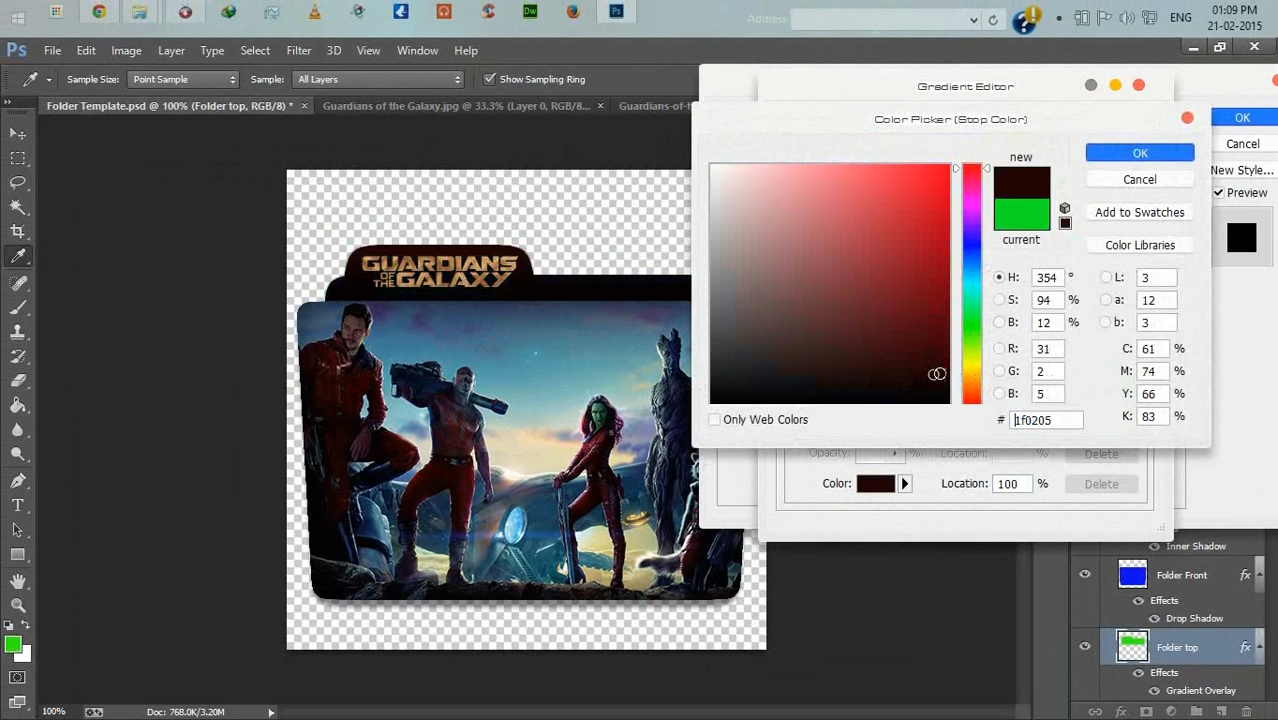 Address
ENG
01:09 PM
21-02-2015
Ps File Edit Image Layer Type Select Filter 3D View Window Help
Sample Size: Point Sample Sample: All Layers Show Sampling Ring
Folder Template.psd @ 100% (Folder top, RGB/8) * × Guardians of the Galaxy.jpg @ 33.3% (Layer 0, RGB/8... × Guardians-of-t
Gradient Editor
Color Picker (Stop Color)
OK
Cancel
New Style...
Preview
new
current
OK
Cancel
Add to Swatches
Color Libraries
H: 354 ° L: 3
S: 94 % a: 12
B: 12 % b: 3
R: 31 C: 61 %
G: 2 M: 74 %
B: 5 Y: 66 %
# 1f0205 K: 83 %
Only Web Colors
Opacity: % Location: Delete
Color: Location: 100 % Delete
GUARDIANS
OF THE GALAXY
Inner Shadow
Folder Front fx
Effects
Drop Shadow
Folder top fx
Effects
Gradient Overlay
100% Doc: 768.0K/3.20M